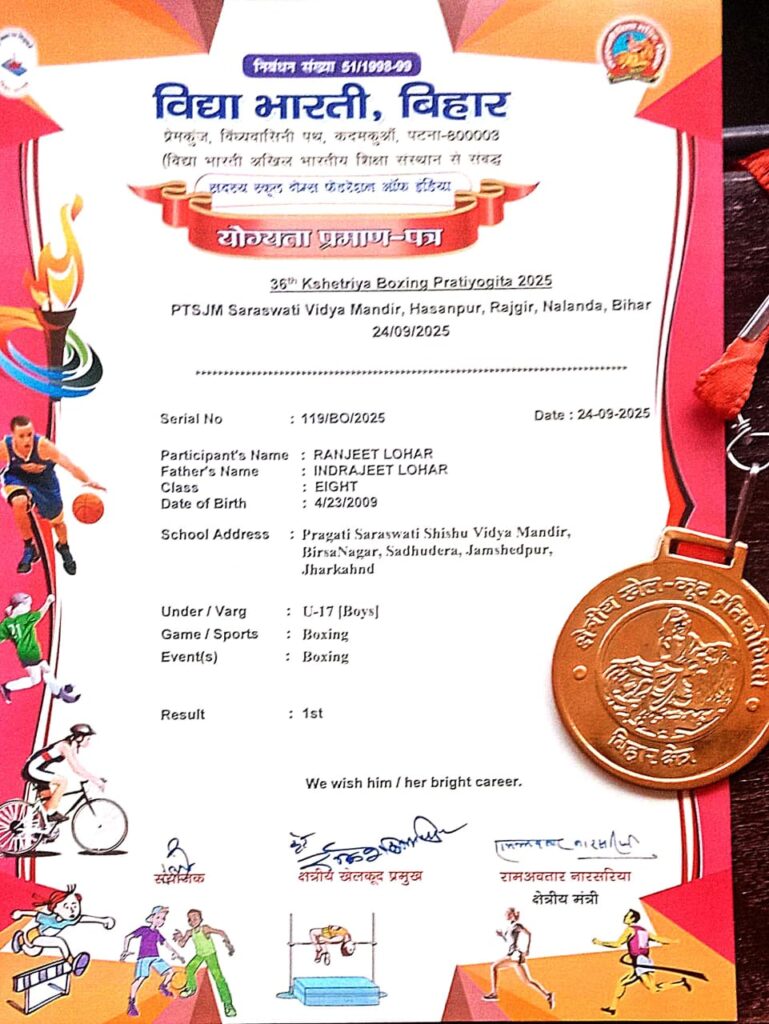 निबंधन संख्या 51/1998-99
विद्या भारती, बिहार
प्रेमकुंज, विंध्यवासिनी पथ, कदमकुआँ, पटना-800003
(विद्या भारती अखिल भारतीय शिक्षा संस्थान से संबद्ध
सदस्य स्कूल गेम्स फेडरेशन ऑफ इंडिया
योग्यता प्रमाण-पत्र
36th Kshetriya Boxing Pratiyogita 2025
PTSJM Saraswati Vidya Mandir, Hasanpur, Rajgir, Nalanda, Bihar
24/09/2025
Serial No : 119/BO/2025 Date : 24-09-2025
Participant's Name : RANJEET LOHAR
Father's Name : INDRAJEET LOHAR
Class : EIGHT
Date of Birth : 4/23/2009
School Address : Pragati Saraswati Shishu Vidya Mandir,
BirsaNagar, Sadhudera, Jamshedpur,
Jharkahnd
Under / Varg : U-17 [Boys]
Game / Sports : Boxing
Event(s) : Boxing
Result : 1st
We wish him / her bright career.
संयोजक क्षेत्रीय खेलकूद प्रमुख रामअवतार नारसरिया
क्षेत्रीय मंत्री
क्षेत्रीय खेल-कूद प्रतियोगिता
बिहार क्षेत्र
21